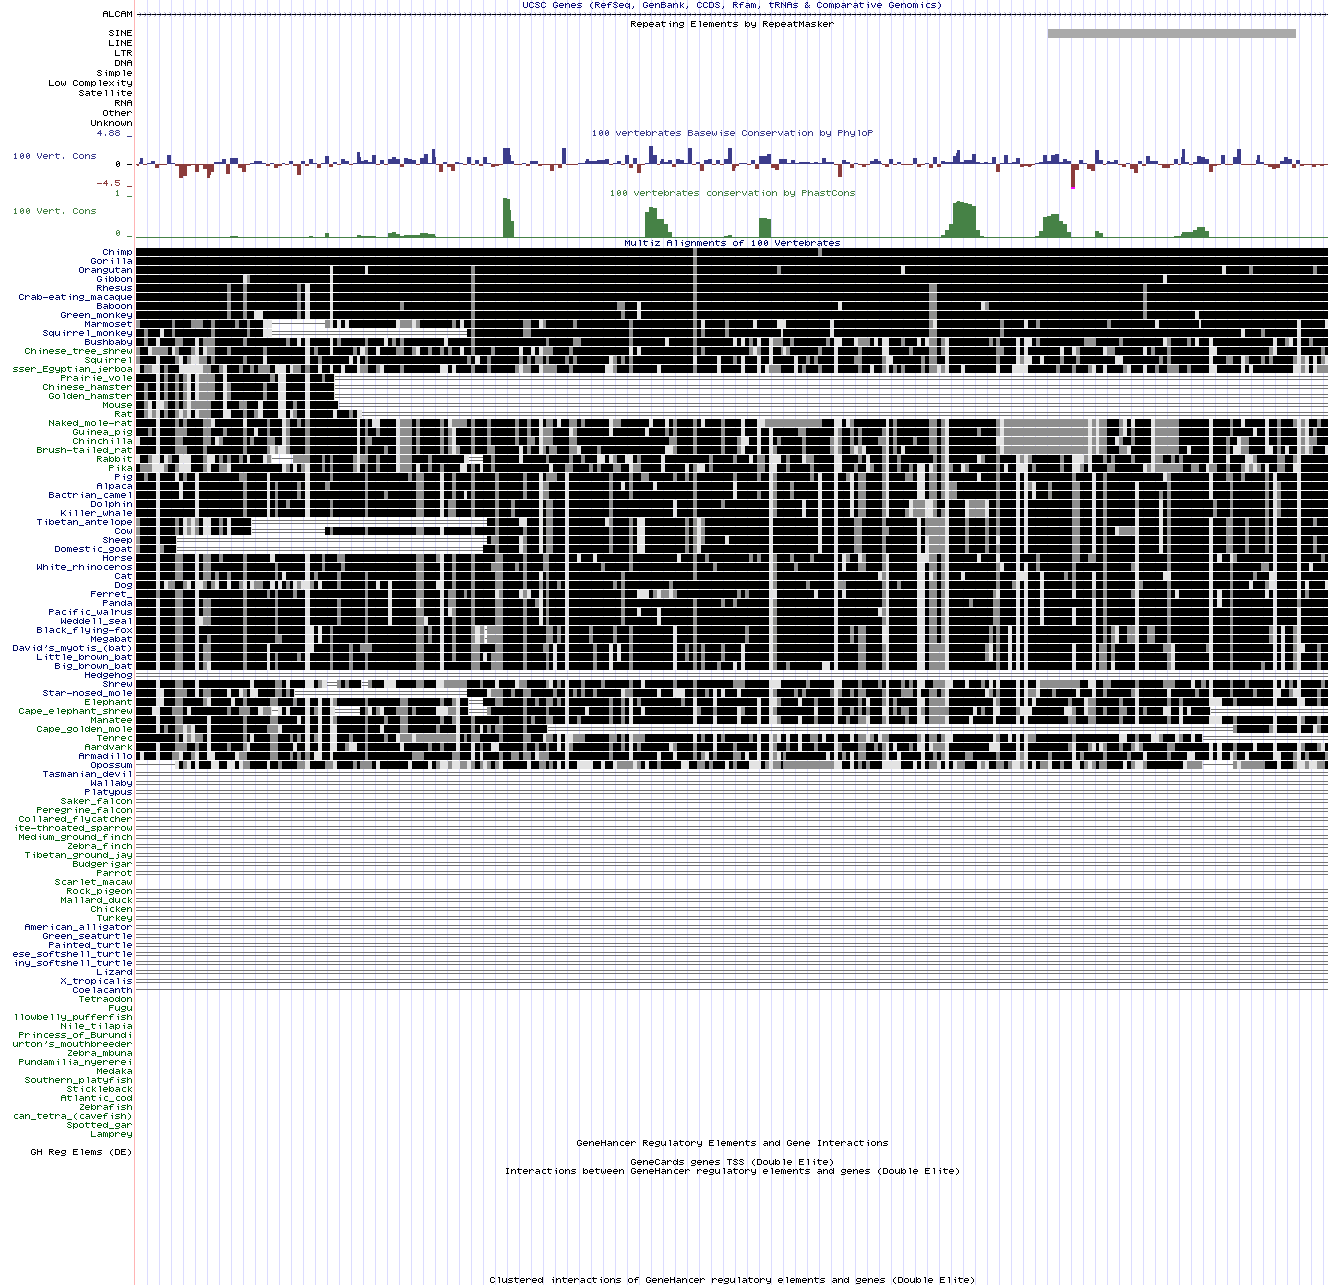 UCSC Genes (RefSeq, GenBank, CCDS, Rfam, tRNAs & Comparative Genomics)
ALCAM
Repeating Elements by RepeatMasker
SINE
LINE
LTR
DNA
Simple
Low Complexity
Satellite
RNA
Other
Unknown
4.88 _
100 vertebrates Basewise Conservation by PhyloP
100 Vert. Cons
0 _
-4.5 _
100 vertebrates conservation by PhastCons
1 _
100 Vert. Cons
0 _
Multiz Alignments of 100 Vertebrates
Chimp
Gorilla
Orangutan
Gibbon
Rhesus
Crab-eating_macaque
Baboon
Green_monkey
Marmoset
Squirrel_monkey
Bushbaby
Chinese_tree_shrew
Squirrel
sser_Egyptian_jerboa
Prairie_vole
Chinese_hamster
Golden_hamster
Mouse
Rat
Naked_mole-rat
Guinea_pig
Chinchilla
Brush-tailed_rat
Rabbit
Pika
Pig
Alpaca
Bactrian_camel
Dolphin
Killer_whale
Tibetan_antelope
Cow
Sheep
Domestic_goat
Horse
White_rhinoceros
Cat
Dog
Ferret_
Panda
Pacific_walrus
Weddell_seal
Black_flying-fox
Megabat
David's_myotis_(bat)
Little_brown_bat
Big_brown_bat
Hedgehog
Shrew
Star-nosed_mole
Elephant
Cape_elephant_shrew
Manatee
Cape_golden_mole
Tenrec
Aardvark
Armadillo
Opossum
Tasmanian_devil
Wallaby
Platypus
Saker_falcon
Peregrine_falcon
Collared_flycatcher
ite-throated_sparrow
Medium_ground_finch
Zebra_finch
Tibetan_ground_jay
Budgerigar
Parrot
Scarlet_macaw
Rock_pigeon
Mallard_duck
Chicken
Turkey
American_alligator
Green_seaturtle
Painted_turtle
ese_softshell_turtle
iny_softshell_turtle
Lizard
X_tropicalis
Coelacanth
Tetraodon
Fugu
llowbelly_pufferfish
Nile_tilapia
Princess_of_Burundi
urton's_mouthbreeder
Zebra_mbuna
Pundamilia_nyererei
Medaka
Southern_platyfish
Stickleback
Atlantic_cod
Zebrafish
can_tetra_(cavefish)
Spotted_gar
Lamprey
GeneHancer Regulatory Elements and Gene Interactions
GH Reg Elems (DE)
GeneCards genes TSS (Double Elite)
Interactions between GeneHancer regulatory elements and genes (Double Elite)
Clustered interactions of GeneHancer regulatory elements and genes (Double Elite)